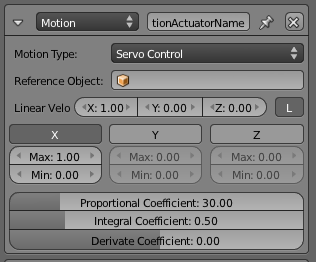 Motion tionActuatorName
Motion Type: Servo Control
Reference Object:
Linear Velo X: 1.00 Y: 0.00 Z: 0.00 L
X Y Z
Max: 1.00 Max: 0.00 Max: 0.00
Min: 0.00 Min: 0.00 Min: 0.00
Proportional Coefficient: 30.00
Integral Coefficient: 0.50
Derivate Coefficient: 0.00